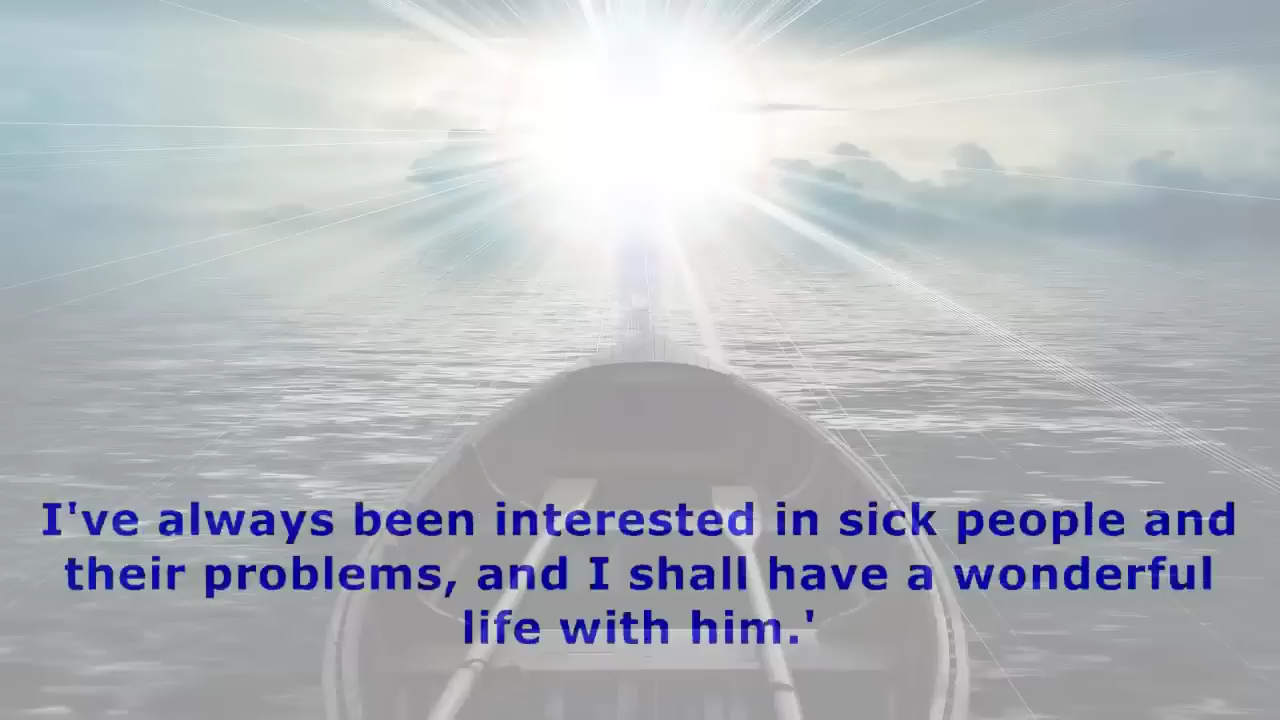 I've always been interested in sick people and
their problems, and I shall have a wonderful
life with him.'